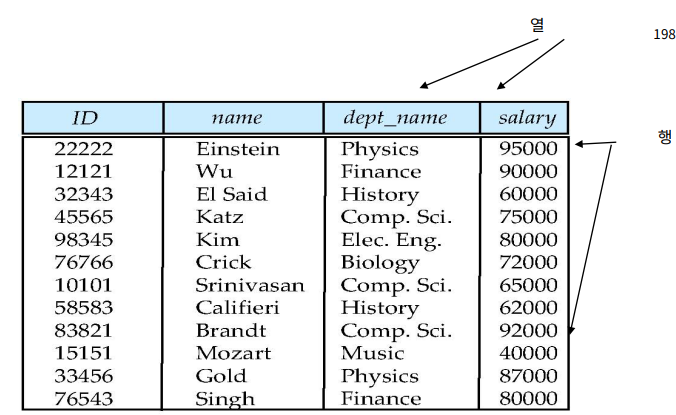 열
198
ID name dept_name salary
행
22222 Einstein Physics 95000
12121 Wu Finance 90000
32343 El Said History 60000
45565 Katz Comp. Sci. 75000
98345 Kim Elec. Eng. 80000
76766 Crick Biology 72000
10101 Srinivasan Comp. Sci. 65000
58583 Califieri History 62000
83821 Brandt Comp. Sci. 92000
15151 Mozart Music 40000
33456 Gold Physics 87000
76543 Singh Finance 80000